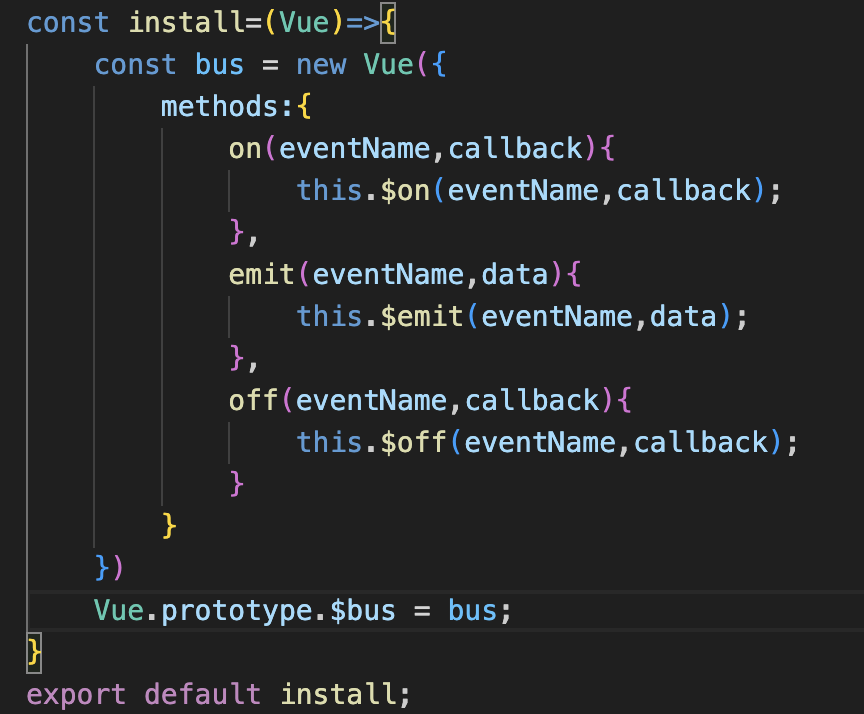 const install=(Vue)=>{
    const bus = new Vue({
        methods:{
            on(eventName,callback){
                this.$on(eventName,callback);
            },
            emit(eventName,data){
                this.$emit(eventName,data);
            },
            off(eventName,callback){
                this.$off(eventName,callback);
            }
        }
    })
    Vue.prototype.$bus = bus;
}
export default install;